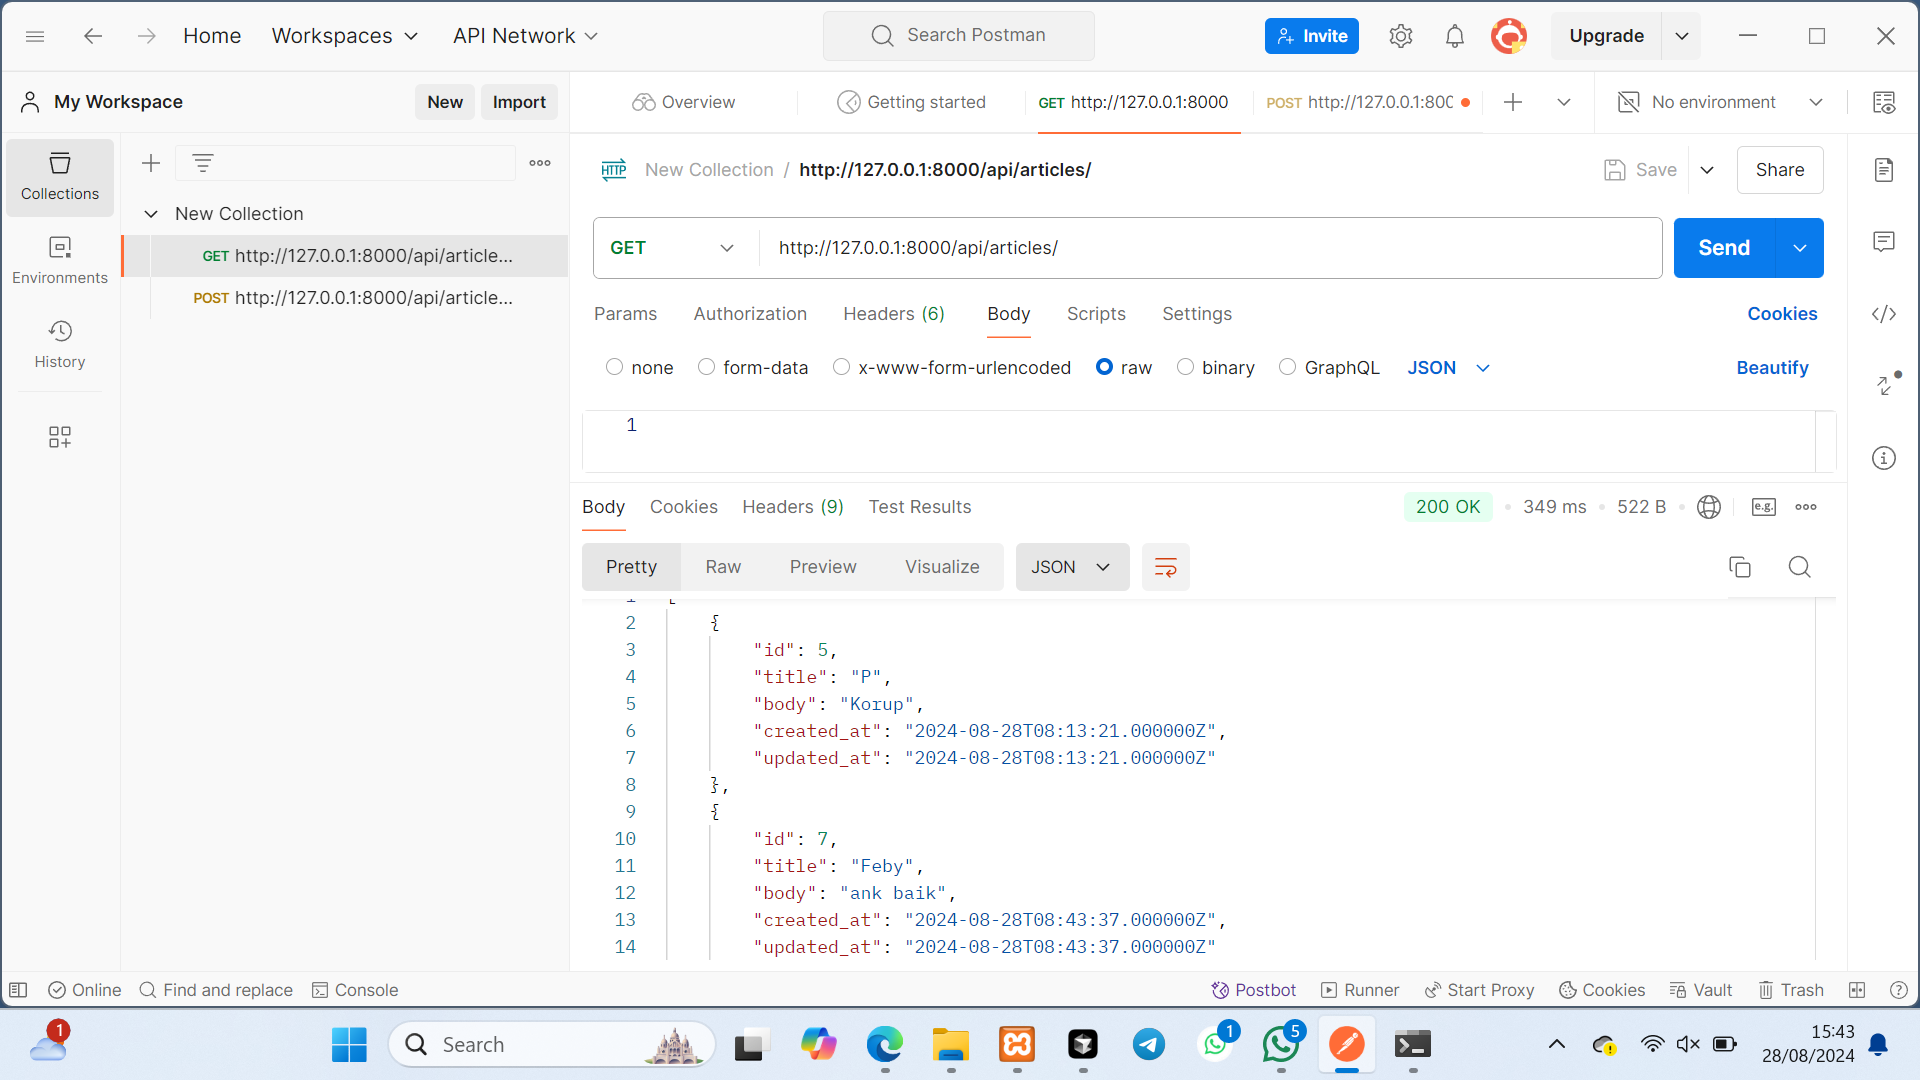 Home
Workspaces
API Network
Search Postman
Invite
Upgrade
My Workspace
New
Import
Overview
Getting started
GET http://127.0.0.1:8000
POST http://127.0.0.1:80C
No environment
Collections
Environments
History
New Collection
GET http://127.0.0.1:8000/api/article...
POST http://127.0.0.1:8000/api/article...
HTTP
New Collection / http://127.0.0.1:8000/api/articles/
Save
Share
GET
http://127.0.0.1:8000/api/articles/
Send
Params
Authorization
Headers (6)
Body
Scripts
Settings
Cookies
none
form-data
x-www-form-urlencoded
raw
binary
GraphQL
JSON
Beautify
1
Body
Cookies
Headers (9)
Test Results
200 OK
349 ms
522 B
e.g.
Pretty
Raw
Preview
Visualize
JSON
1 [
2 {
3 "id": 5,
4 "title": "P",
5 "body": "Korup",
6 "created_at": "2024-08-28T08:13:21.000000Z",
7 "updated_at": "2024-08-28T08:13:21.000000Z"
8 },
9 {
10 "id": 7,
11 "title": "Feby",
12 "body": "ank baik",
13 "created_at": "2024-08-28T08:43:37.000000Z",
14 "updated_at": "2024-08-28T08:43:37.000000Z"
Online
Find and replace
Console
Postbot
Runner
Start Proxy
Cookies
Vault
Trash
1
Search
1
5
15:43
28/08/2024